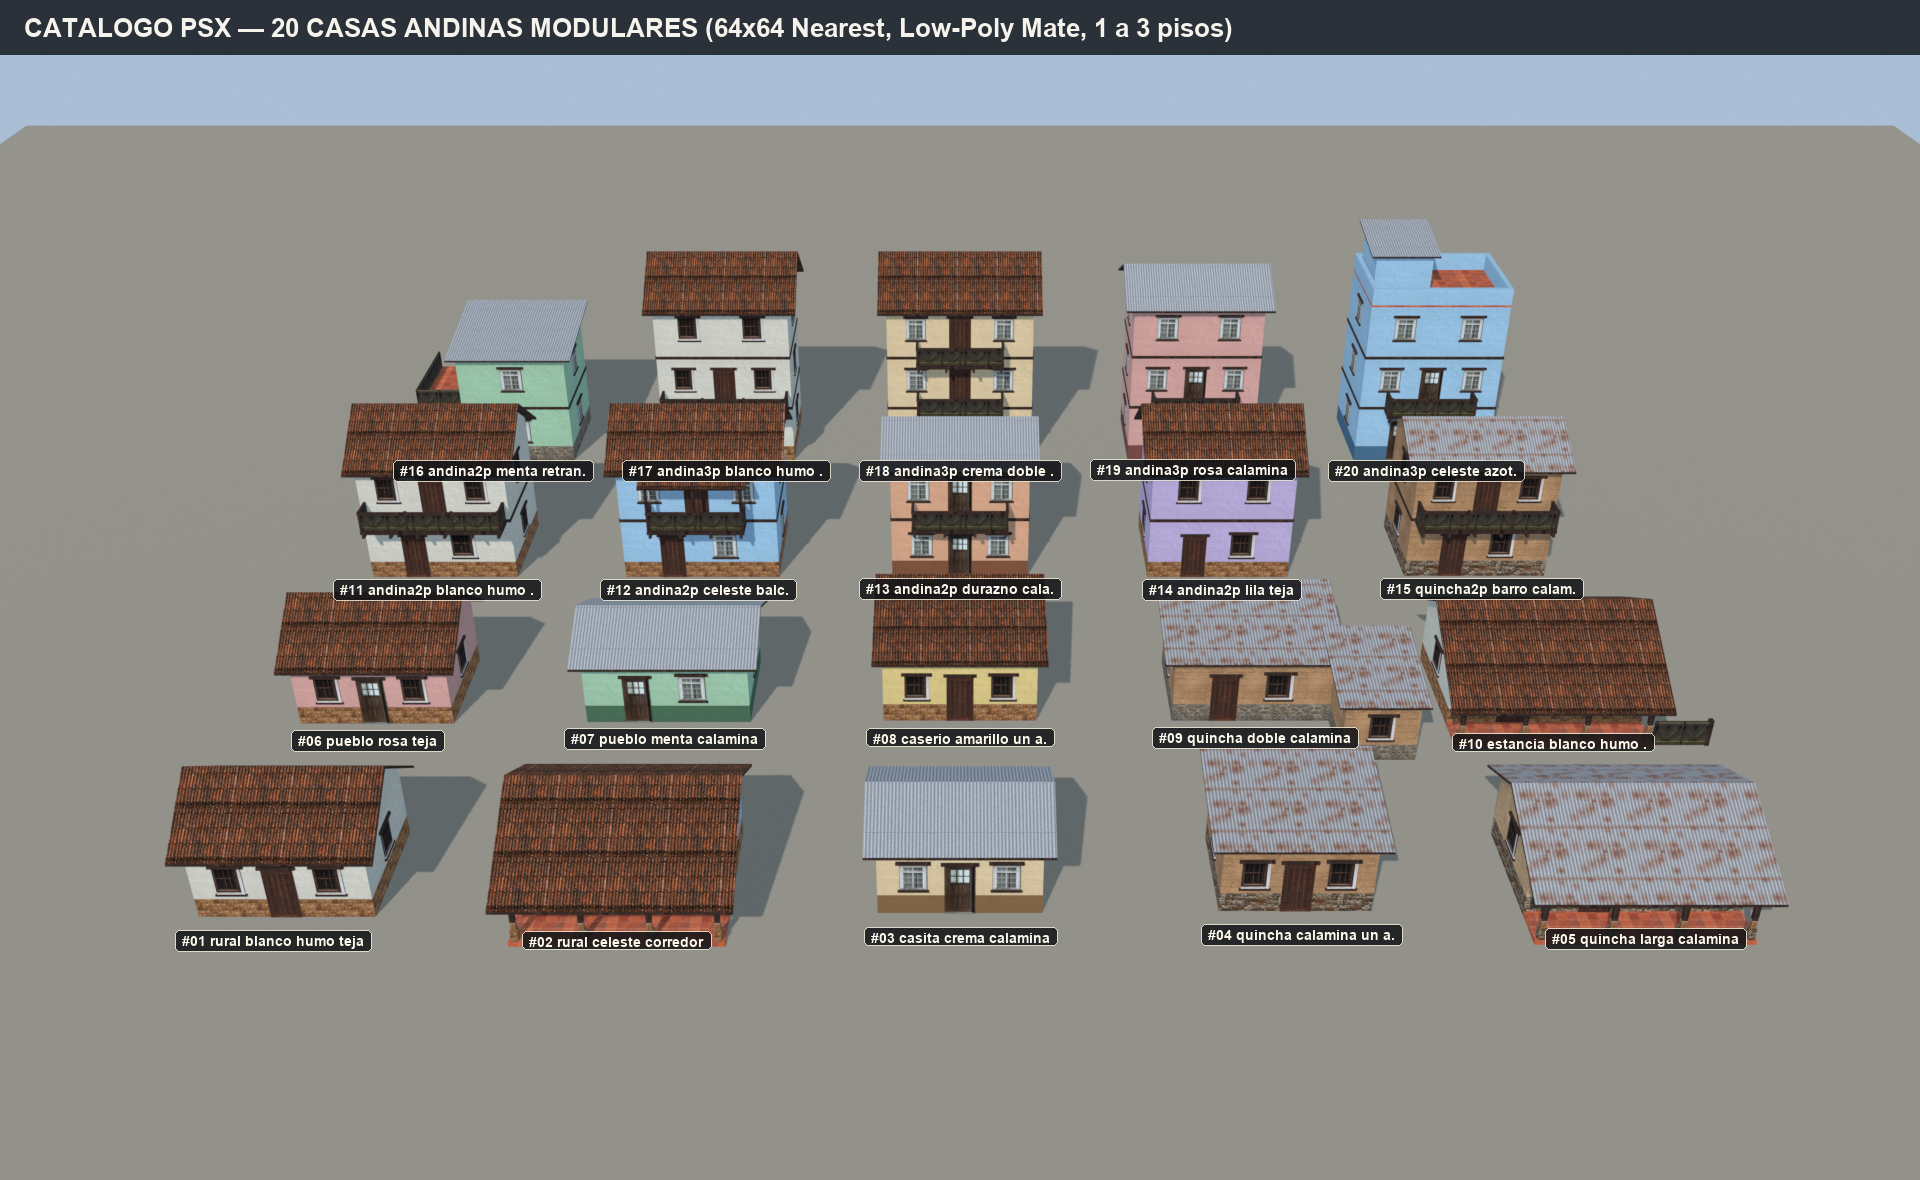 CATALOGO PSX — 20 CASAS ANDINAS MODULARES (64x64 Nearest, Low-Poly Mate, 1 a 3 pisos)
#16 andina2p menta retran.
#17 andina3p blanco humo .
#18 andina3p crema doble .
#19 andina3p rosa calamina
#20 andina3p celeste azot.
#11 andina2p blanco humo .
#12 andina2p celeste balc.
#13 andina2p durazno cala.
#14 andina2p lila teja
#15 quincha2p barro calam.
#06 pueblo rosa teja
#07 pueblo menta calamina
#08 caserio amarillo un a.
#09 quincha doble calamina
#10 estancia blanco humo .
#01 rural blanco humo teja
#02 rural celeste corredor
#03 casita crema calamina
#04 quincha calamina un a.
#05 quincha larga calamina